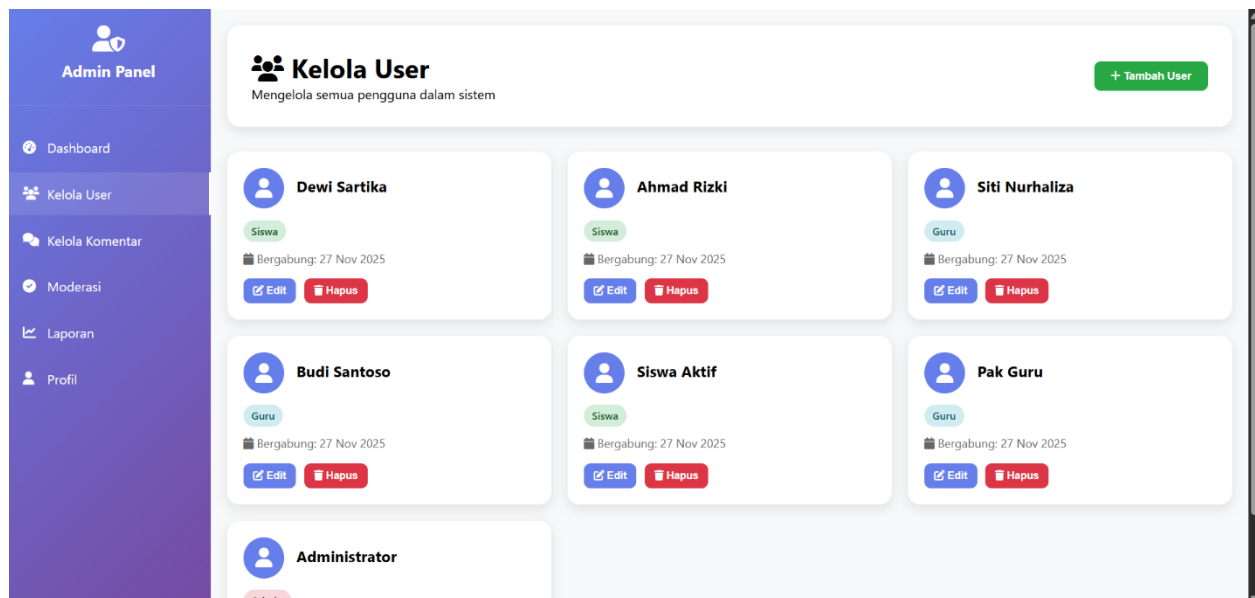 Admin Panel
Dashboard
Kelola User
Kelola Komentar
Moderasi
Laporan
Profil
Kelola User
Mengelola semua pengguna dalam sistem
+ Tambah User
Dewi Sartika
Siswa
Bergabung: 27 Nov 2025
Edit Hapus
Ahmad Rizki
Siswa
Bergabung: 27 Nov 2025
Edit Hapus
Siti Nurhaliza
Guru
Bergabung: 27 Nov 2025
Edit Hapus
Budi Santoso
Guru
Bergabung: 27 Nov 2025
Edit Hapus
Siswa Aktif
Siswa
Bergabung: 27 Nov 2025
Edit Hapus
Pak Guru
Guru
Bergabung: 27 Nov 2025
Edit Hapus
Administrator